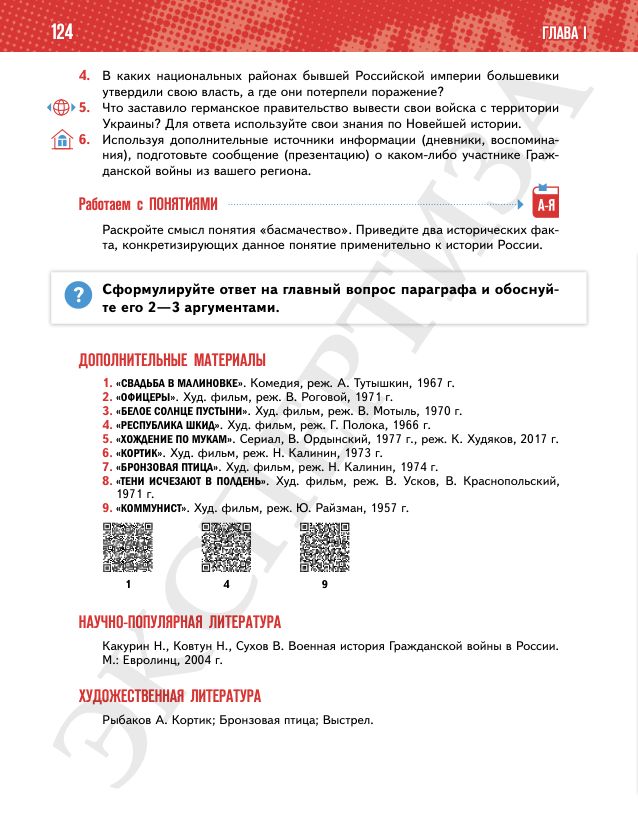 124
ГЛАВА I
4. В каких национальных районах бывшей Российской империи большевики
утвердили свою власть, а где они потерпели поражение?
5. Что заставило германское правительство вывести свои войска с территории
Украины? Для ответа используйте свои знания по Новейшей истории.
6. Используя дополнительные источники информации (дневники, воспомина-
ния), подготовьте сообщение (презентацию) о каком-либо участнике Граж-
данской войны из вашего региона.
Работаем с ПОНЯТИЯМИ
А-Я
Раскройте смысл понятия «басмачество». Приведите два исторических фак-
та, конкретизирующих данное понятие применительно к истории России.
?
Сформулируйте ответ на главный вопрос параграфа и обоснуй-
те его 2—3 аргументами.
ДОПОЛНИТЕЛЬНЫЕ МАТЕРИАЛЫ
1. «СВАДЬБА В МАЛИНОВКЕ». Комедия, реж. А. Тутышкин, 1967 г.
2. «ОФИЦЕРЫ». Худ. фильм, реж. В. Роговой, 1971 г.
3. «БЕЛОЕ СОЛНЦЕ ПУСТЫНИ». Худ. фильм, реж. В. Мотыль, 1970 г.
4. «РЕСПУБЛИКА ШКИД». Худ. фильм, реж. Г. Полока, 1966 г.
5. «ХОЖДЕНИЕ ПО МУКАМ». Сериал, В. Ордынский, 1977 г., реж. К. Худяков, 2017 г.
6. «КОРТИК». Худ. фильм, реж. Н. Калинин, 1973 г.
7. «БРОНЗОВАЯ ПТИЦА». Худ. фильм, реж. Н. Калинин, 1974 г.
8. «ТЕНИ ИСЧЕЗАЮТ В ПОЛДЕНЬ». Худ. фильм, реж. В. Усков, В. Краснопольский,
1971 г.
9. «КОММУНИСТ». Худ. фильм, реж. Ю. Райзман, 1957 г.
1
4
9
НАУЧНО-ПОПУЛЯРНАЯ ЛИТЕРАТУРА
Какурин Н., Ковтун Н., Сухов В. Военная история Гражданской войны в России.
М.: Евролинц, 2004 г.
ХУДОЖЕСТВЕННАЯ ЛИТЕРАТУРА
Рыбаков А. Кортик; Бронзовая птица; Выстрел.
ЭКСПЕРТИЗА